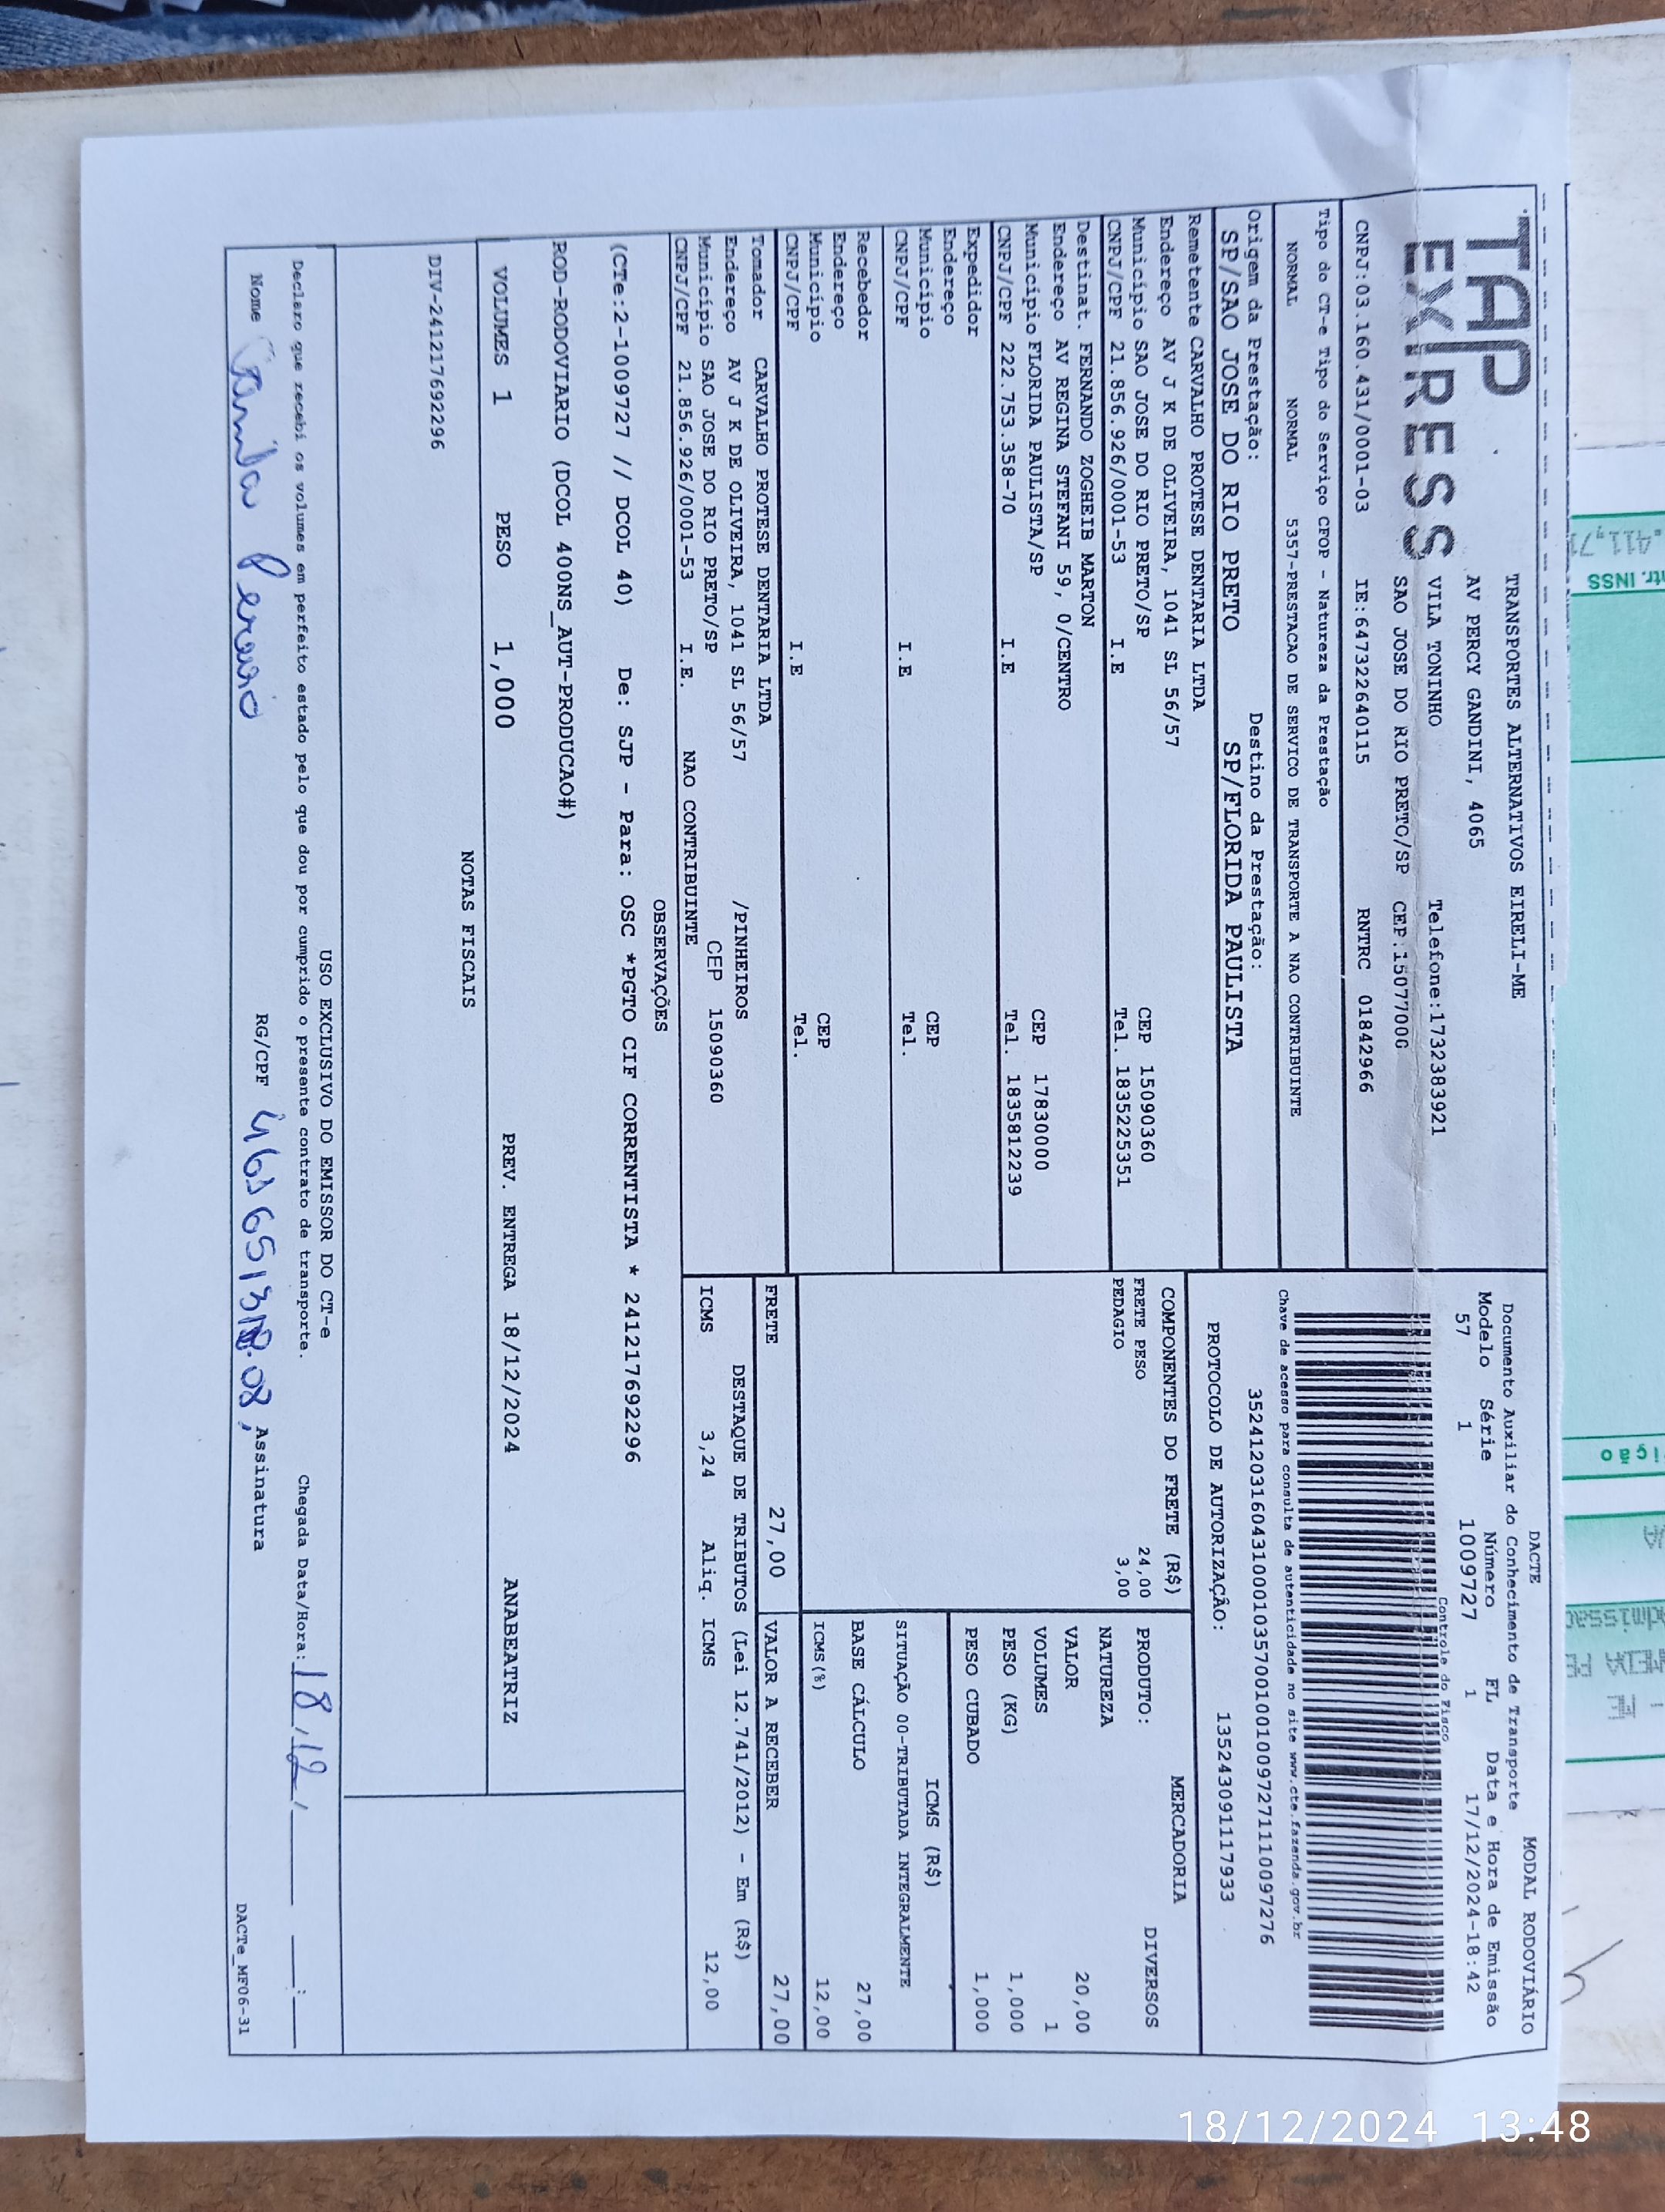 TAP
EXPRESS
TRANSPORTES ALTERNATIVOS EIRELI-ME
AV PERCY GANDINI, 4065
VILA TONINHO Telefone:1732383921
SAO JOSE DO RIO PRETO/SP CEP:15077000
CNPJ:03.160.431/0001-03 IE:647322640115 RNTRC 01842966
Tipo do CT-e Tipo do Serviço CFOP - Natureza da Prestação
NORMAL NORMAL 5357-PRESTACAO DE SERVICO DE TRANSPORTE A NAO CONTRIBUINTE
Origem da Prestação: Destino da Prestação:
SP/SAO JOSE DO RIO PRETO SP/FLORIDA PAULISTA
Remetente CARVALHO PROTESE DENTARIA LTDA
Endereço AV J K DE OLIVEIRA, 1041 SL 56/57
Município SAO JOSE DO RIO PRETO/SP CEP 15090360
CNPJ/CPF 21.856.926/0001-53 I.E Tel. 1835225351
Destinat. FERNANDO ZOGHEIB MARTON
Endereço AV REGINA STEFANI 59, 0/CENTRO
Município FLORIDA PAULISTA/SP CEP 17830000
CNPJ/CPF 222.753.358-70 I.E Tel. 1835812239
Expedidor
Endereço
Município CEP
CNPJ/CPF I.E Tel.
Recebedor
Endereço
Município CEP
CNPJ/CPF I.E Tel.
Tomador CARVALHO PROTESE DENTARIA LTDA
Endereço AV J K DE OLIVEIRA, 1041 SL 56/57 /PINHEIROS
Município SAO JOSE DO RIO PRETO/SP CEP 15090360
CNPJ/CPF 21.856.926/0001-53 I.E. NAO CONTRIBUINTE
DACTE MODAL RODOVIÁRIO
Documento Auxiliar do Conhecimento de Transporte
Modelo Série Número FL Data e Hora de Emissão
57 1 1009727 1 17/12/2024-18:42
Controle do Fisco
Chave de acesso para consulta de autenticidade no site www.cte.fazenda.gov.br
35241203160431000103570010010097271110097276
PROTOCOLO DE AUTORIZAÇÃO: 135243091117933
COMPONENTES DO FRETE (R$)
FRETE PESO 24,00
PEDAGIO 3,00
MERCADORIA
PRODUTO: DIVERSOS
NATUREZA
VALOR 20,00
VOLUMES 1
PESO (KG) 1,000
PESO CUBADO 1,000
ICMS (R$)
SITUAÇÃO 00-TRIBUTADA INTEGRALMENTE
BASE CÁLCULO 27,00
ICMS(%) 12,00
FRETE 27,00 VALOR A RECEBER 27,00
DESTAQUE DE TRIBUTOS (Lei 12.741/2012) - Em (R$)
ICMS 3,24 Aliq. ICMS 12,00
OBSERVAÇÕES
(CTe:2-1009727 // DCOL 40) De: SJP - Para: OSC *PGTO CIF CORRENTISTA * 241217692296
ROD-RODOVIARIO (DCOL 400NS_AUT-PRODUCAO#)
VOLUMES 1 PESO 1,000 PREV. ENTREGA 18/12/2024 ANABEATRIZ
NOTAS FISCAIS
DIV-241217692296
USO EXCLUSIVO DO EMISSOR DO CT-e
Declaro que recebi os volumes em perfeito estado pelo que dou por cumprido o presente contrato de transporte. Chegada Data/Hora: 18/12/
Nome RG/CPF Assinatura
DACTe_MF06-31
18/12/2024 13:48
tr. INSS